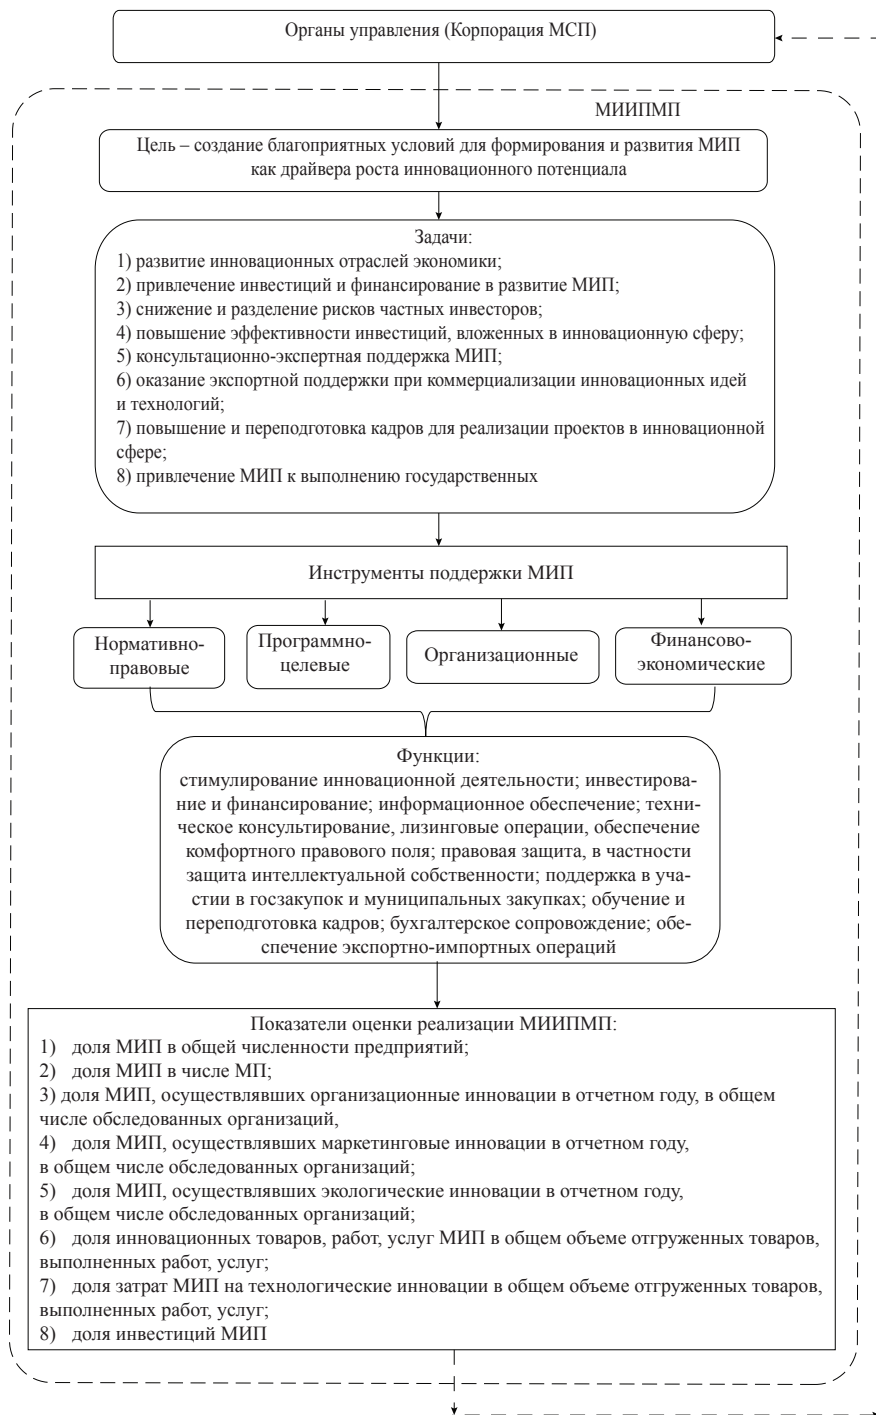 Органы управления (Корпорация МСП)
МИИПМП
Цель – создание благоприятных условий для формирования и развития МИП
как драйвера роста инновационного потенциала
Задачи:
1) развитие инновационных отраслей экономики;
2) привлечение инвестиций и финансирование в развитие МИП;
3) снижение и разделение рисков частных инвесторов;
4) повышение эффективности инвестиций, вложенных в инновационную сферу;
5) консультационно-экспертная поддержка МИП;
6) оказание экспортной поддержки при коммерциализации инновационных идей
и технологий;
7) повышение и переподготовка кадров для реализации проектов в инновационной
сфере;
8) привлечение МИП к выполнению государственных
Инструменты поддержки МИП
Нормативно-
правовые
Программно-
целевые
Организационные
Финансово-
экономические
Функции:
стимулирование инновационной деятельности; инвестирова-
ние и финансирование; информационное обеспечение; техни-
ческое консультирование, лизинговые операции, обеспечение
комфортного правового поля; правовая защита, в частности
защита интеллектуальной собственности; поддержка в уча-
стии в госзакупок и муниципальных закупках; обучение и
переподготовка кадров; бухгалтерское сопровождение; обе-
спечение экспортно-импортных операций
Показатели оценки реализации МИИПМП:
1) доля МИП в общей численности предприятий;
2) доля МИП в числе МП;
3) доля МИП, осуществлявших организационные инновации в отчетном году, в общем
числе обследованных организаций,
4) доля МИП, осуществлявших маркетинговые инновации в отчетном году,
в общем числе обследованных организаций;
5) доля МИП, осуществлявших экологические инновации в отчетном году,
в общем числе обследованных организаций;
6) доля инновационных товаров, работ, услуг МИП в общем объеме отгруженных товаров,
выполненных работ, услуг;
7) доля затрат МИП на технологические инновации в общем объеме отгруженных товаров,
выполненных работ, услуг;
8) доля инвестиций МИП